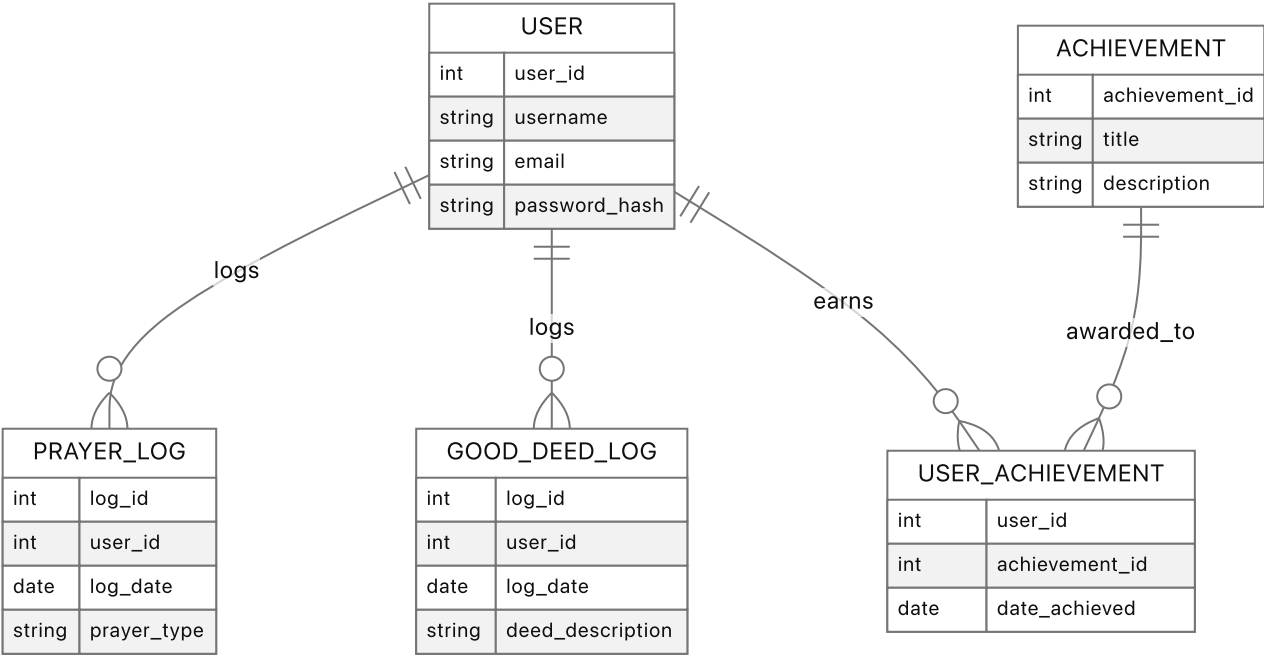 USER
int user_id
string username
string email
string password_hash
ACHIEVEMENT
int achievement_id
string title
string description
logs
logs
earns
awarded_to
PRAYER_LOG
int log_id
int user_id
date log_date
string prayer_type
GOOD_DEED_LOG
int log_id
int user_id
date log_date
string deed_description
USER_ACHIEVEMENT
int user_id
int achievement_id
date date_achieved